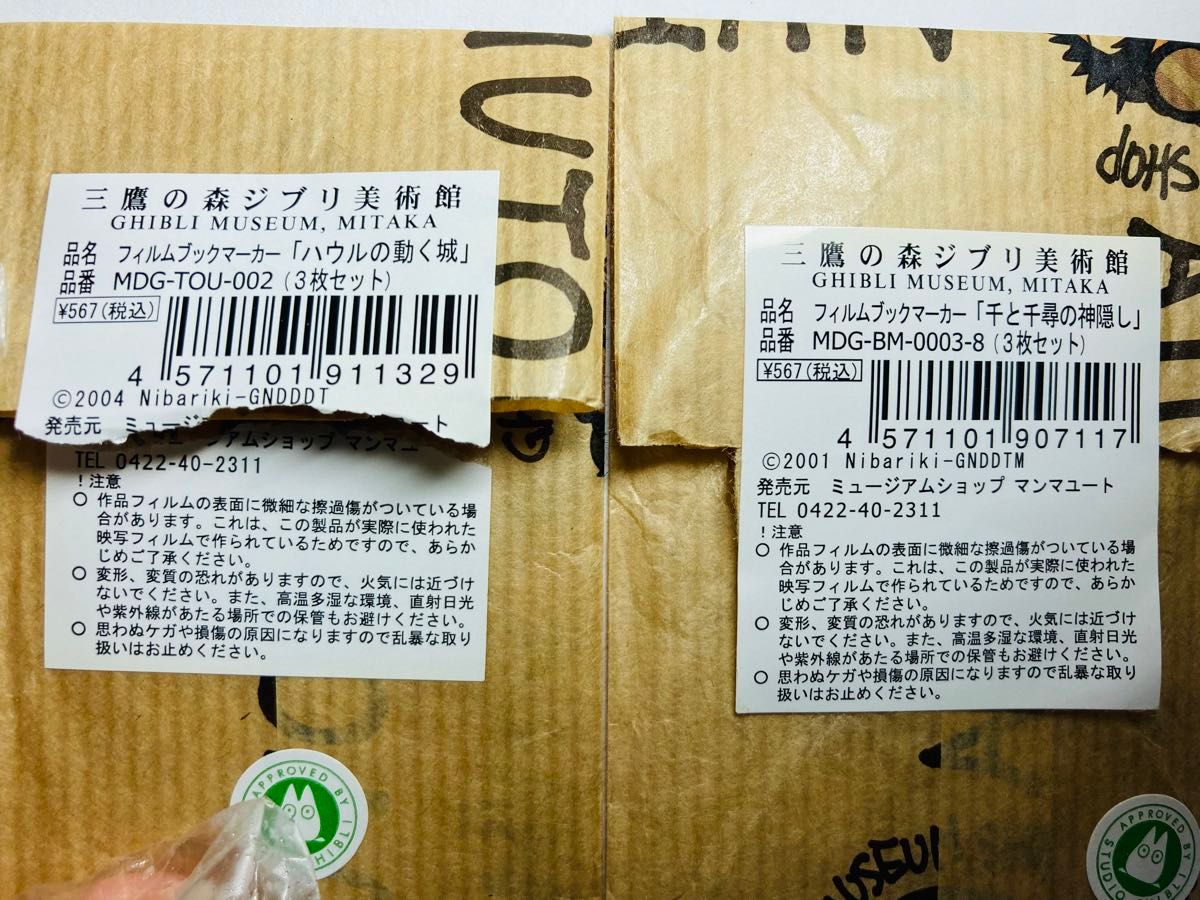 三鷹の森ジブリ美術館
GHIBLI MUSEUM, MITAKA
品名 フィルムブックマーカー「ハウルの動く城」
品番 MDG-TOU-002(3枚セット)
¥567(税込)
4 571101 911329
©2004 Nibariki-GNDDDT
発売元 ミュージアムショップ マンマユート
TEL 0422-40-2311
!注意
○ 作品フィルムの表面に微細な擦過傷がついている場
合があります。これは、この製品が実際に使われた
映写フィルムで作られているためですので、あらか
じめご了承ください。
○ 変形、変質の恐れがありますので、火気には近づけ
ないでください。また、高温多湿な環境、直射日光
や紫外線があたる場所での保管もお避けください。
○ 思わぬケガや損傷の原因になりますので乱暴な取り
扱いはお止めください。
APPROVED BY
三鷹の森ジブリ美術館
GHIBLI MUSEUM, MITAKA
品名 フィルムブックマーカー「千と千尋の神隠し」
品番 MDG-BM-0003-8(3枚セット)
¥567(税込)
4 571101 907117
©2001 Nibariki-GNDDTM
発売元 ミュージアムショップ マンマユート
TEL 0422-40-2311
!注意
○ 作品フィルムの表面に微細な擦過傷がついている場
合があります。これは、この製品が実際に使われた
映写フィルムで作られているためですので、あらか
じめご了承ください。
○ 変形、変質の恐れがありますので、火気には近づけ
ないでください。また、高温多湿な環境、直射日光
や紫外線があたる場所での保管もお避けください。
○ 思わぬケガや損傷の原因になりますので乱暴な取り
扱いはお止めください。
SHOP
APPROVED BY
STUDIO